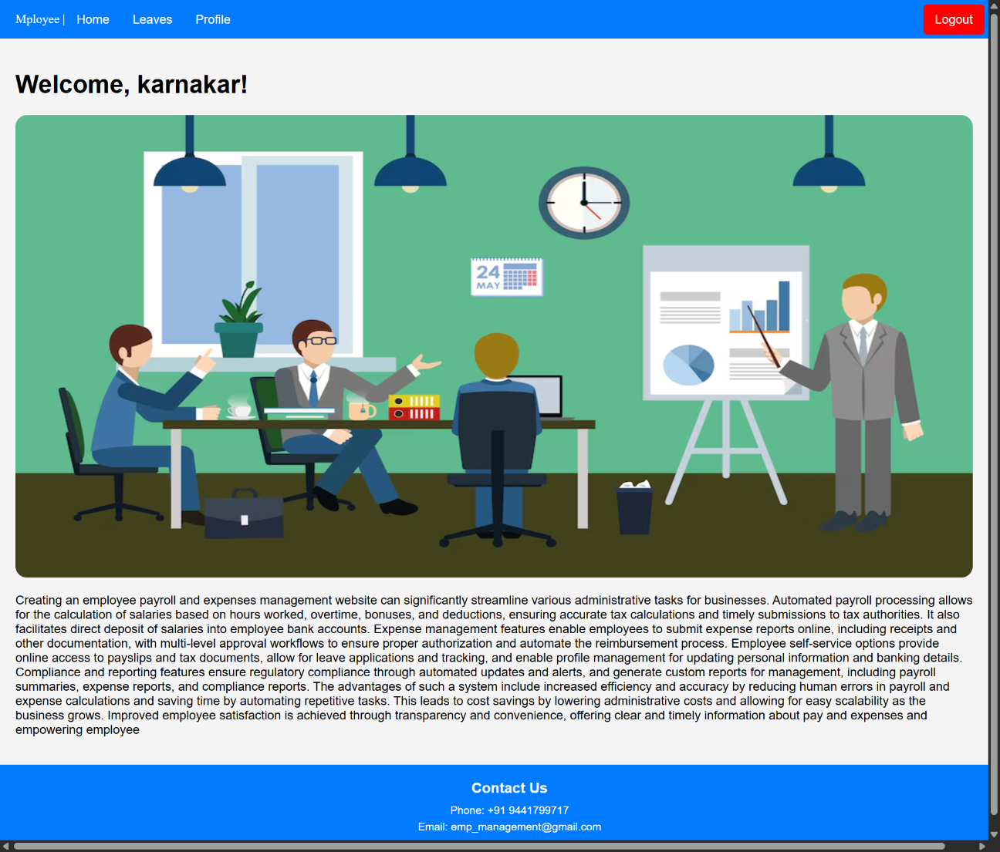 Mployee | Home Leaves Profile Logout
Welcome, karnakar!
24
MAY
Creating an employee payroll and expenses management website can significantly streamline various administrative tasks for businesses. Automated payroll processing allows
for the calculation of salaries based on hours worked, overtime, bonuses, and deductions, ensuring accurate tax calculations and timely submissions to tax authorities. It also
facilitates direct deposit of salaries into employee bank accounts. Expense management features enable employees to submit expense reports online, including receipts and
other documentation, with multi-level approval workflows to ensure proper authorization and automate the reimbursement process. Employee self-service options provide
online access to payslips and tax documents, allow for leave applications and tracking, and enable profile management for updating personal information and banking details.
Compliance and reporting features ensure regulatory compliance through automated updates and alerts, and generate custom reports for management, including payroll
summaries, expense reports, and compliance reports. The advantages of such a system include increased efficiency and accuracy by reducing human errors in payroll and
expense calculations and saving time by automating repetitive tasks. This leads to cost savings by lowering administrative costs and allowing for easy scalability as the
business grows. Improved employee satisfaction is achieved through transparency and convenience, offering clear and timely information about pay and expenses and
empowering employee
Contact Us
Phone: +91 9441799717
Email: emp_management@gmail.com